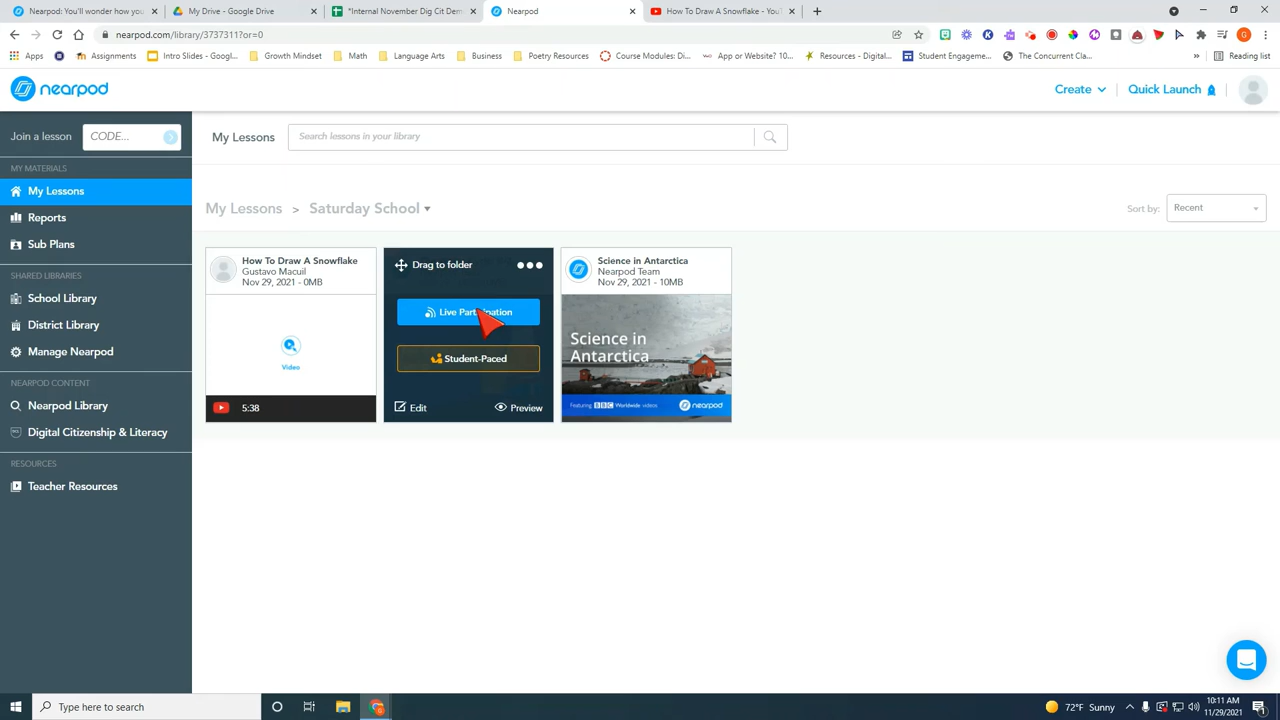 Nearpod: You'll wonder how you
My Drive - Google Drive
"Internal November Dig Cit Dem
Nearpod
How To Draw A Snowflake - You
nearpod.com/library/3737311?or=0
Apps
Intro Slides - Googl...
Growth Mindset
Math
Language Arts
Business
Poetry Resources
Course Modules: Di...
App or Website? 10...
Resources - Digital...
Student Engageme...
The Concurrent Cla...
»
Reading list
nearpod
Create
Quick Launch
Join a lesson
CODE...
My Lessons
Search lessons in your library
MY MATERIALS
My Lessons
Reports
Sub Plans
SHARED LIBRARIES
School Library
District Library
Manage Nearpod
NEARPOD CONTENT
Nearpod Library
Digital Citizenship & Literacy
RESOURCES
Teacher Resources
My Lessons > Saturday School
Sort by: Recent
How To Draw A Snowflake
Gustavo Macuil
Nov 29, 2021 - 0MB
Video
5:38
Drag to folder
Live Participation
Student-Paced
Edit
Preview
Science in Antarctica
Nearpod Team
Nov 29, 2021 - 10MB
Science in
Antarctica
Featuring BBC Worldwide videos
nearpod
Type here to search
72°F Sunny
10:11 AM
11/29/2021